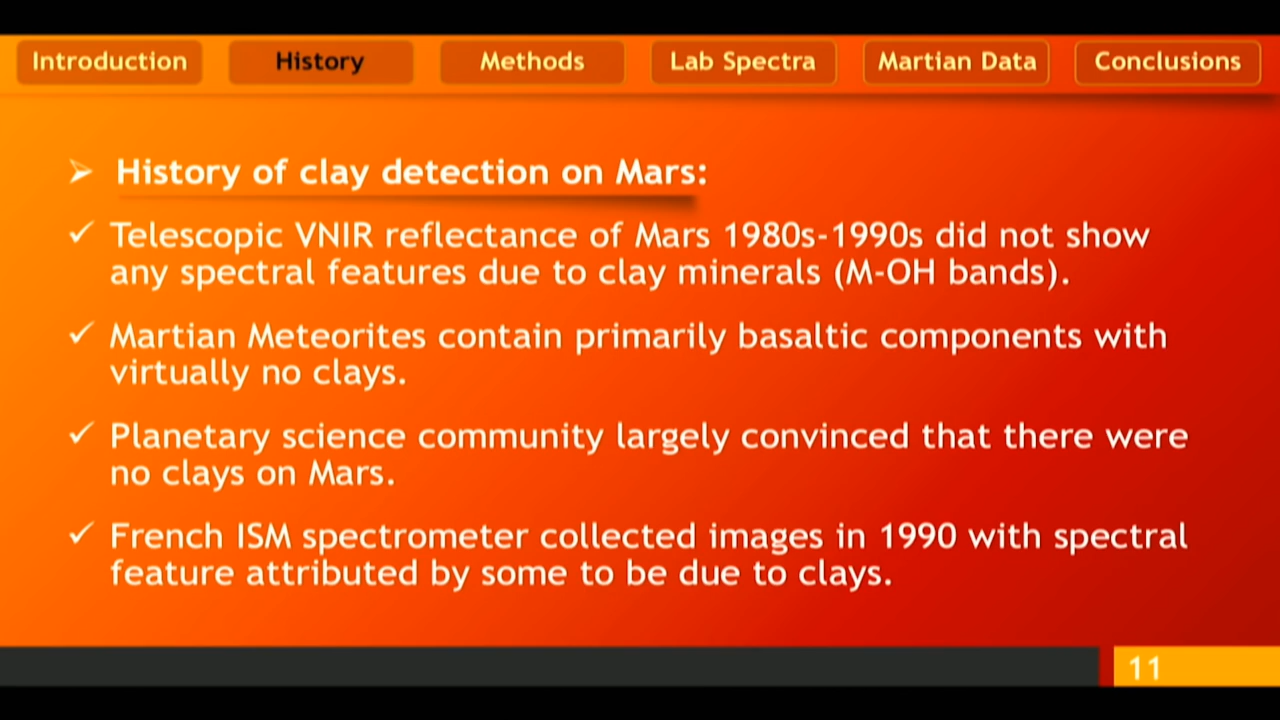 Introduction History Methods Lab Spectra Martian Data Conclusions
History of clay detection on Mars:
Telescopic VNIR reflectance of Mars 1980s-1990s did not show
any spectral features due to clay minerals (M-OH bands).
Martian Meteorites contain primarily basaltic components with
virtually no clays.
Planetary science community largely convinced that there were
no clays on Mars.
French ISM spectrometer collected images in 1990 with spectral
feature attributed by some to be due to clays.
11